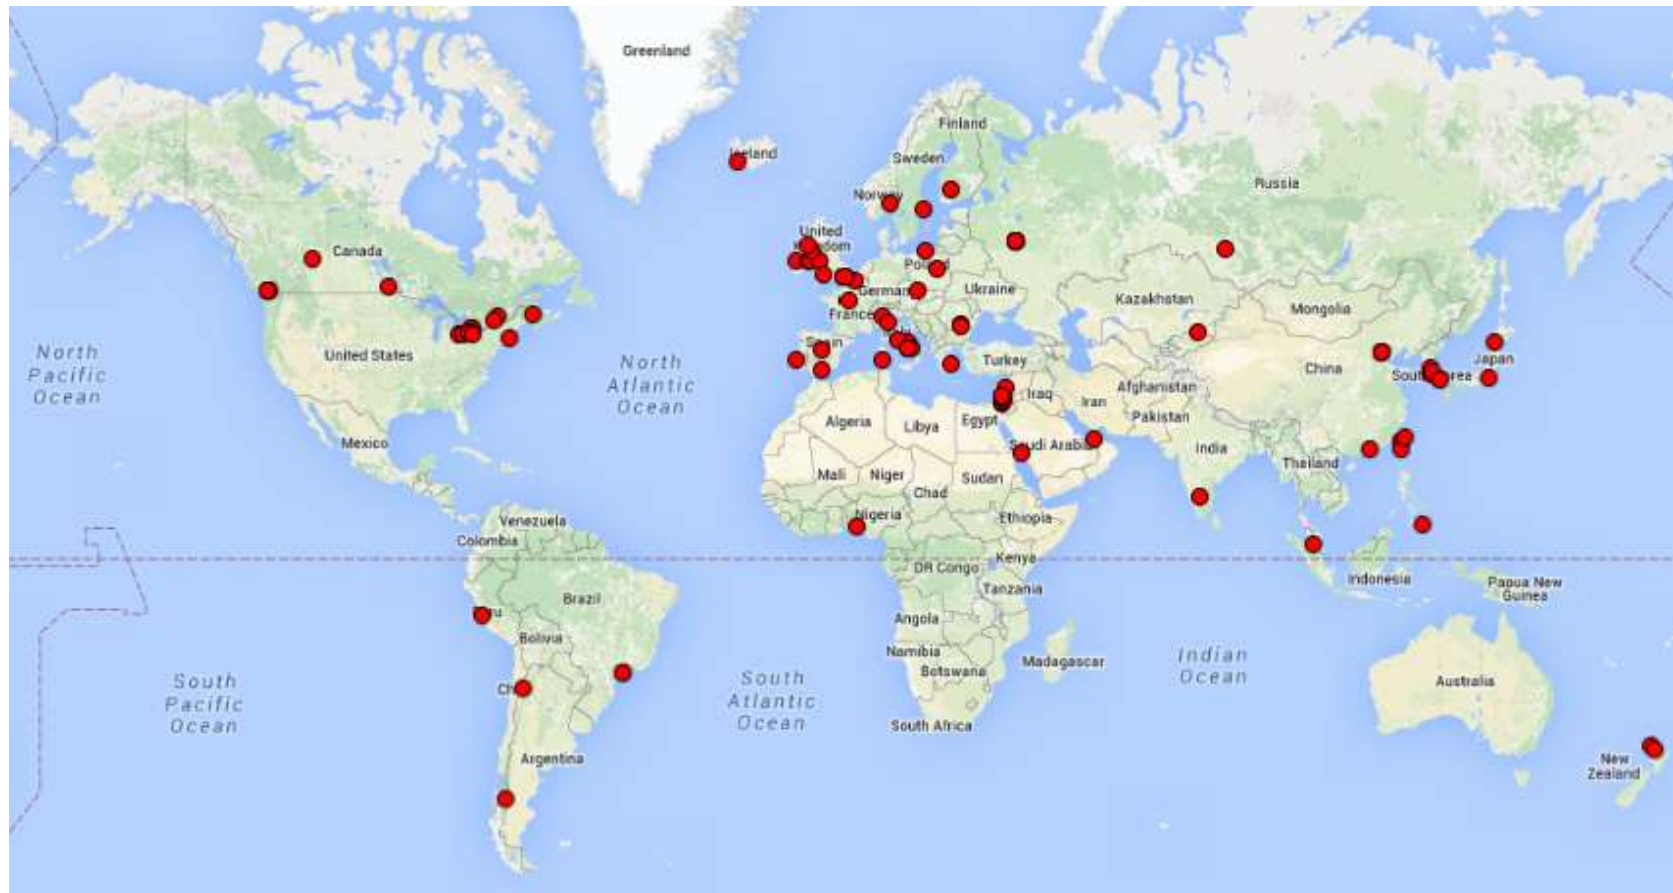 Greenland
Finland
Iceland
Sweden
Norway
Russia
United
Kingdom
Canada
Poland
Germany
Ukraine
Kazakhstan
Mongolia
France
North
Pacific
Ocean
United States
North
Atlantic
Ocean
Spain
Turkey
China
Japan
South Korea
Afghanistan
Iraq
Iran
Pakistan
Algeria
Libya
Egypt
Saudi Arabia
India
Mexico
Mali
Niger
Chad
Sudan
Thailand
Nigeria
Ethiopia
Venezuela
Colombia
DR Congo
Kenya
Tanzania
Indonesia
Papua New
Guinea
Brazil
Peru
Angola
Bolivia
Namibia
Botswana
Madagascar
Indian
Ocean
South
Pacific
Ocean
South
Atlantic
Ocean
Australia
South Africa
Argentina
New
Zealand